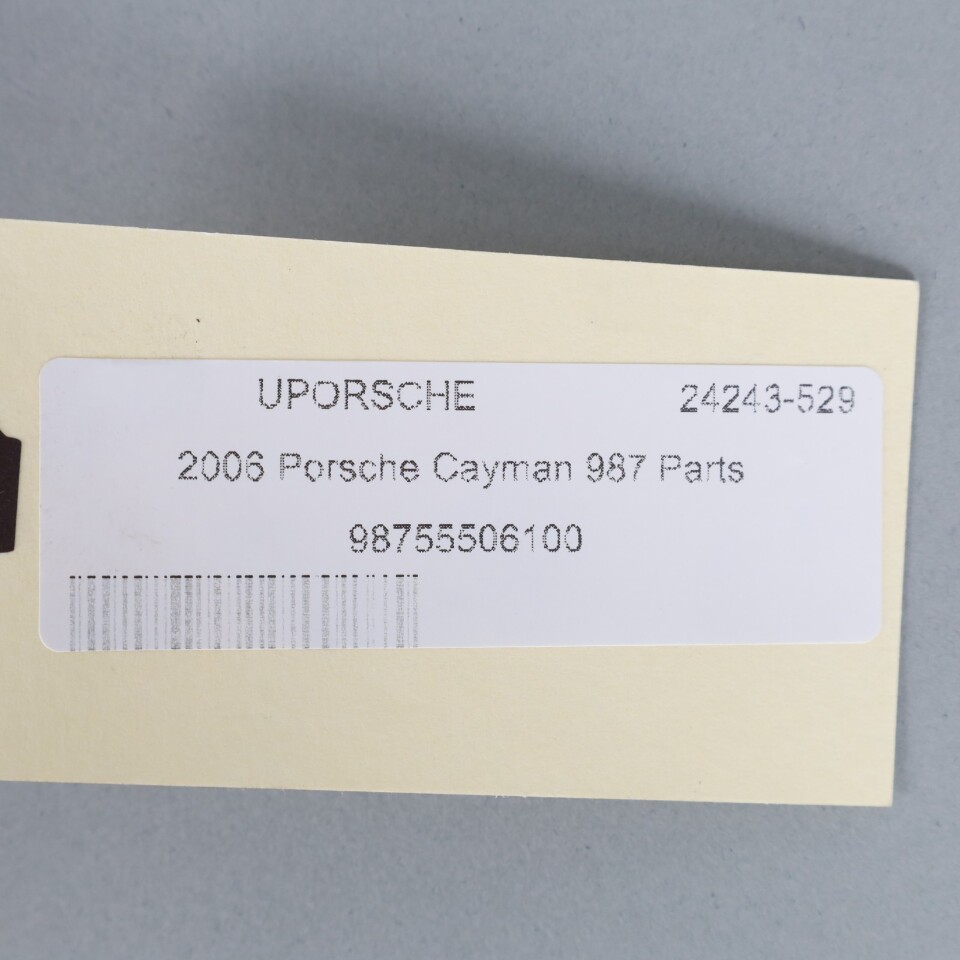 UPORSCHE 24243-529
2006 Porsche Cayman 987 Parts
98755506100